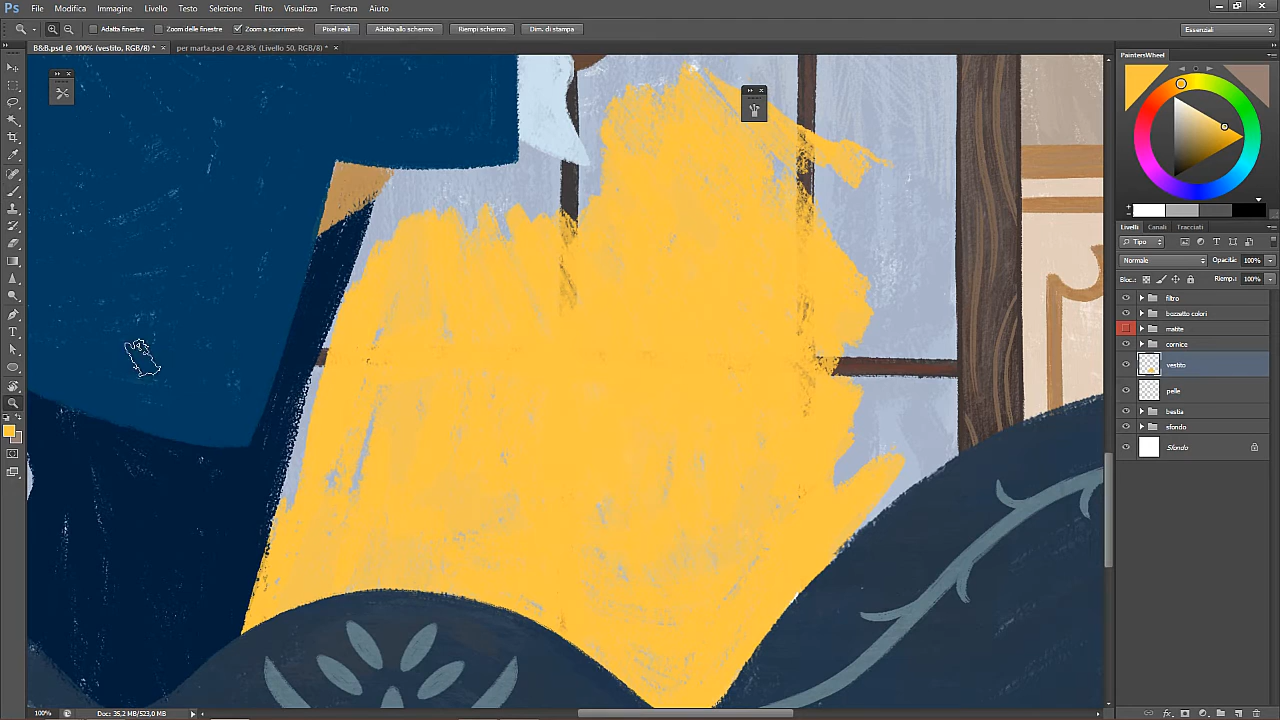 Ps File Modifica Immagine Livello Testo Selezione Filtro Visualizza Finestra Aiuto
Adatta finestre Zoom delle finestre Zoom a scorrimento Pixel reali Adatta allo schermo Riempi schermo Dim. di stampa Essenziali
B&B.psd @ 100% (vestito, RGB/8) * × per marta.psd @ 42,8% (Livello 50, RGB/8) * ×
PaintersWheel
Livelli Canali Tracciati
Tipo
Normale Opacità: 100%
Bloc.: Riemp.: 100%
filtro
bozzatto colori
matite
cornice
vestito
pelle
bestia
sfondo
Sfondo
100% Doc: 35,2 MB/523,0 MB